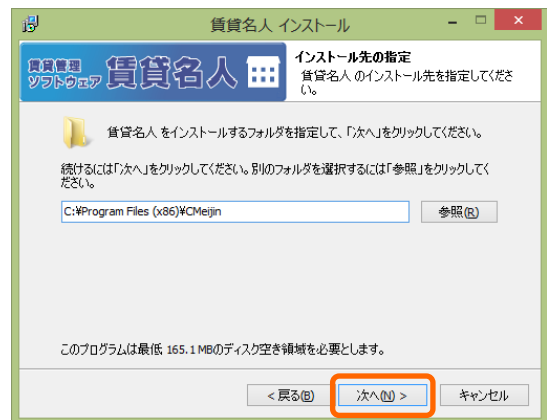 賃貸名人 インストール
賃貸管理
ソフトウェア 賃貸名人
インストール先の指定
賃貸名人 のインストール先を指定してくださ
い。
賃貸名人 をインストールするフォルダを指定して、「次へ」をクリックしてください。
続けるには「次へ」をクリックしてください。別のフォルダを選択するには「参照」をクリックしてく
ださい。
C:¥Program Files (x86)¥CMeijin
参照(R)
このプログラムは最低 165.1 MBのディスク空き領域を必要とします。
< 戻る(B)
次へ(N) >
キャンセル